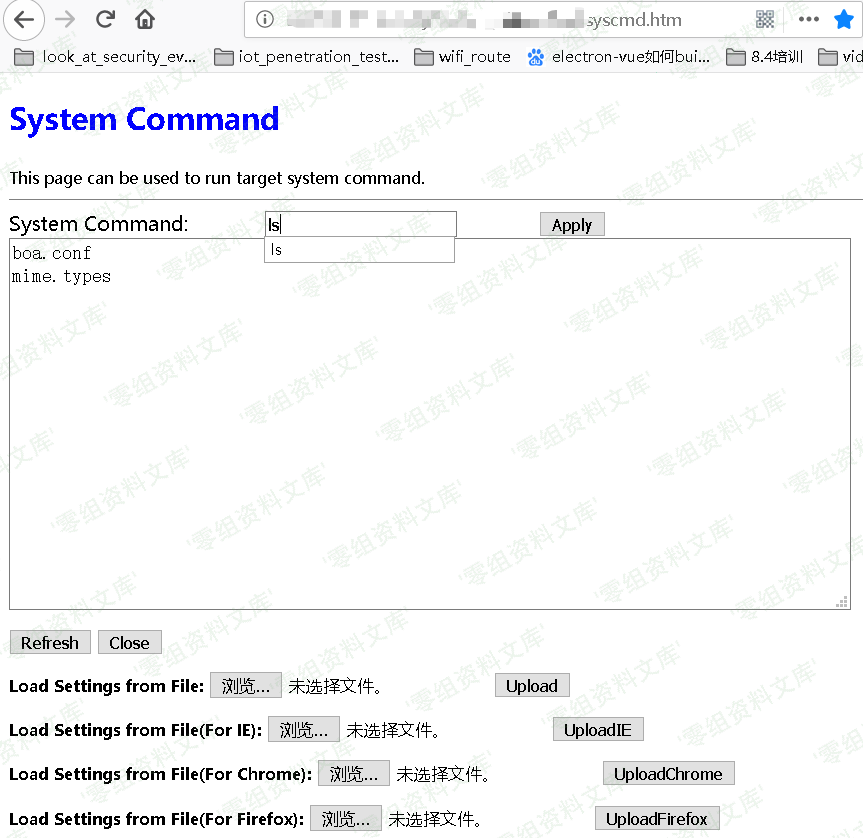 syscmd.htm
look_at_security_ev... iot_penetration_test... wifi_route electron-vue如何bui... 8.4培训 vid
System Command
This page can be used to run target system command.
System Command: ls Apply
ls
boa.conf
mime.types
Refresh Close
Load Settings from File: 浏览... 未选择文件。 Upload
Load Settings from File(For IE): 浏览... 未选择文件。 UploadIE
Load Settings from File(For Chrome): 浏览... 未选择文件。 UploadChrome
Load Settings from File(For Firefox): 浏览... 未选择文件。 UploadFirefox
'零组资料文库'